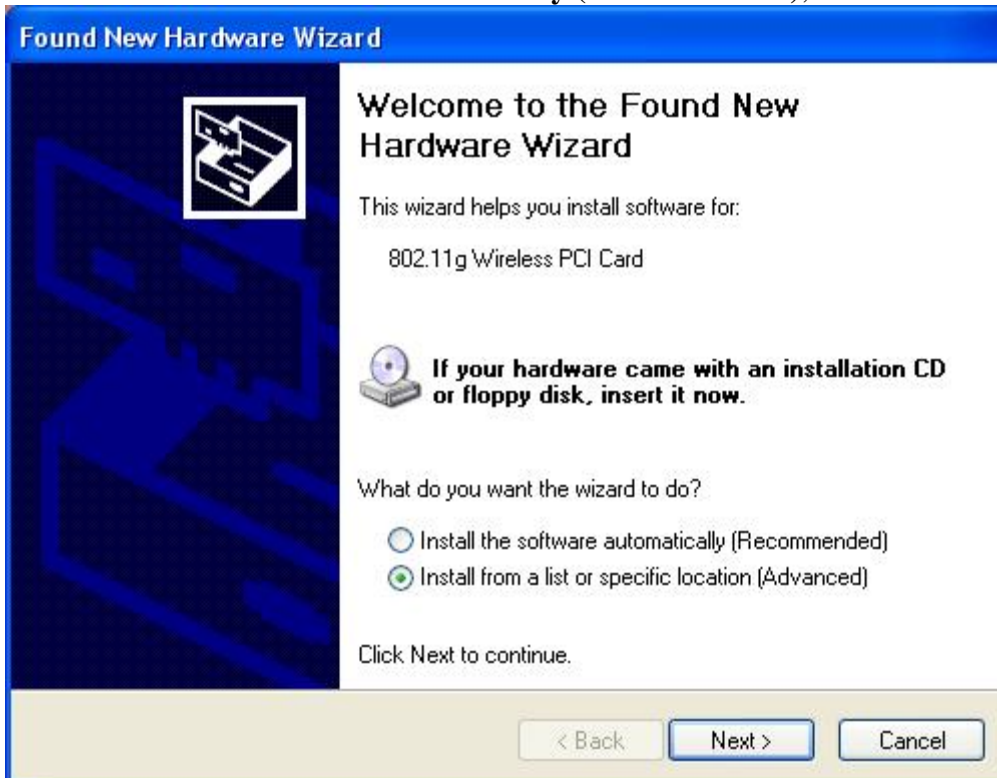 Found New Hardware Wizard
Welcome to the Found New
Hardware Wizard
This wizard helps you install software for:
802.11g Wireless PCI Card
If your hardware came with an installation CD
or floppy disk, insert it now.
What do you want the wizard to do?
Install the software automatically (Recommended)
Install from a list or specific location (Advanced)
Click Next to continue.
< Back Next > Cancel